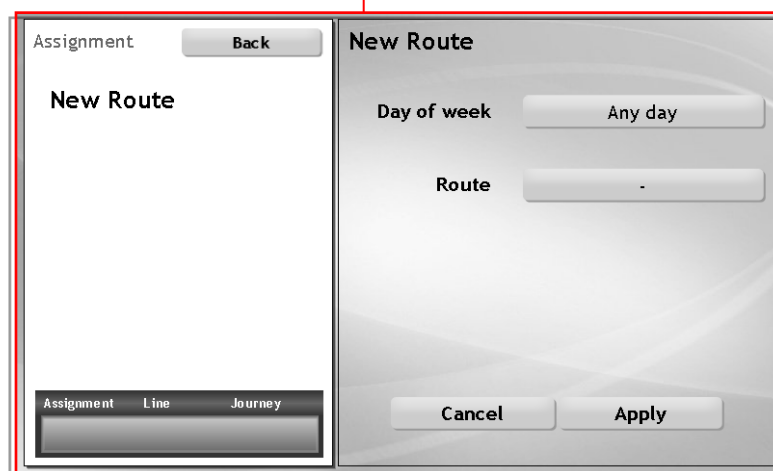 Assignment Back
New Route
Assignment Line Journey
New Route
Day of week Any day
Route -
Cancel Apply